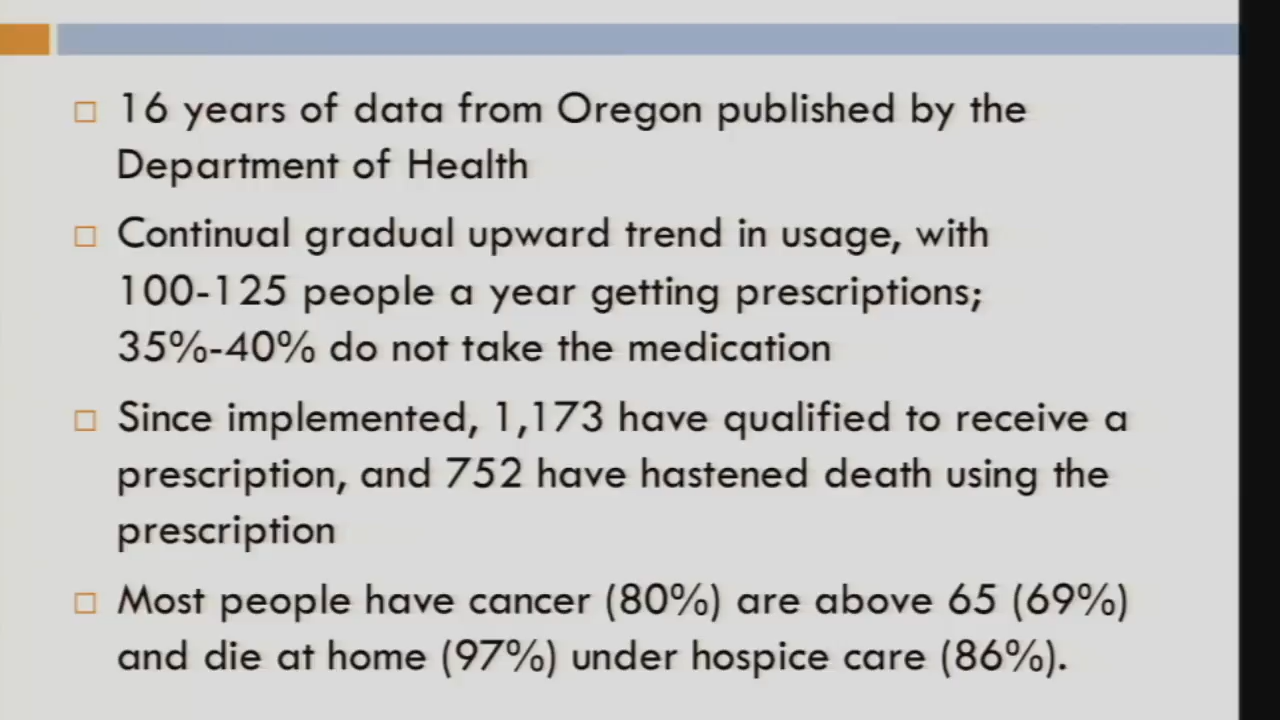 16 years of data from Oregon published by the
Department of Health
Continual gradual upward trend in usage, with
100-125 people a year getting prescriptions;
35%-40% do not take the medication
Since implemented, 1,173 have qualified to receive a
prescription, and 752 have hastened death using the
prescription
Most people have cancer (80%) are above 65 (69%)
and die at home (97%) under hospice care (86%).